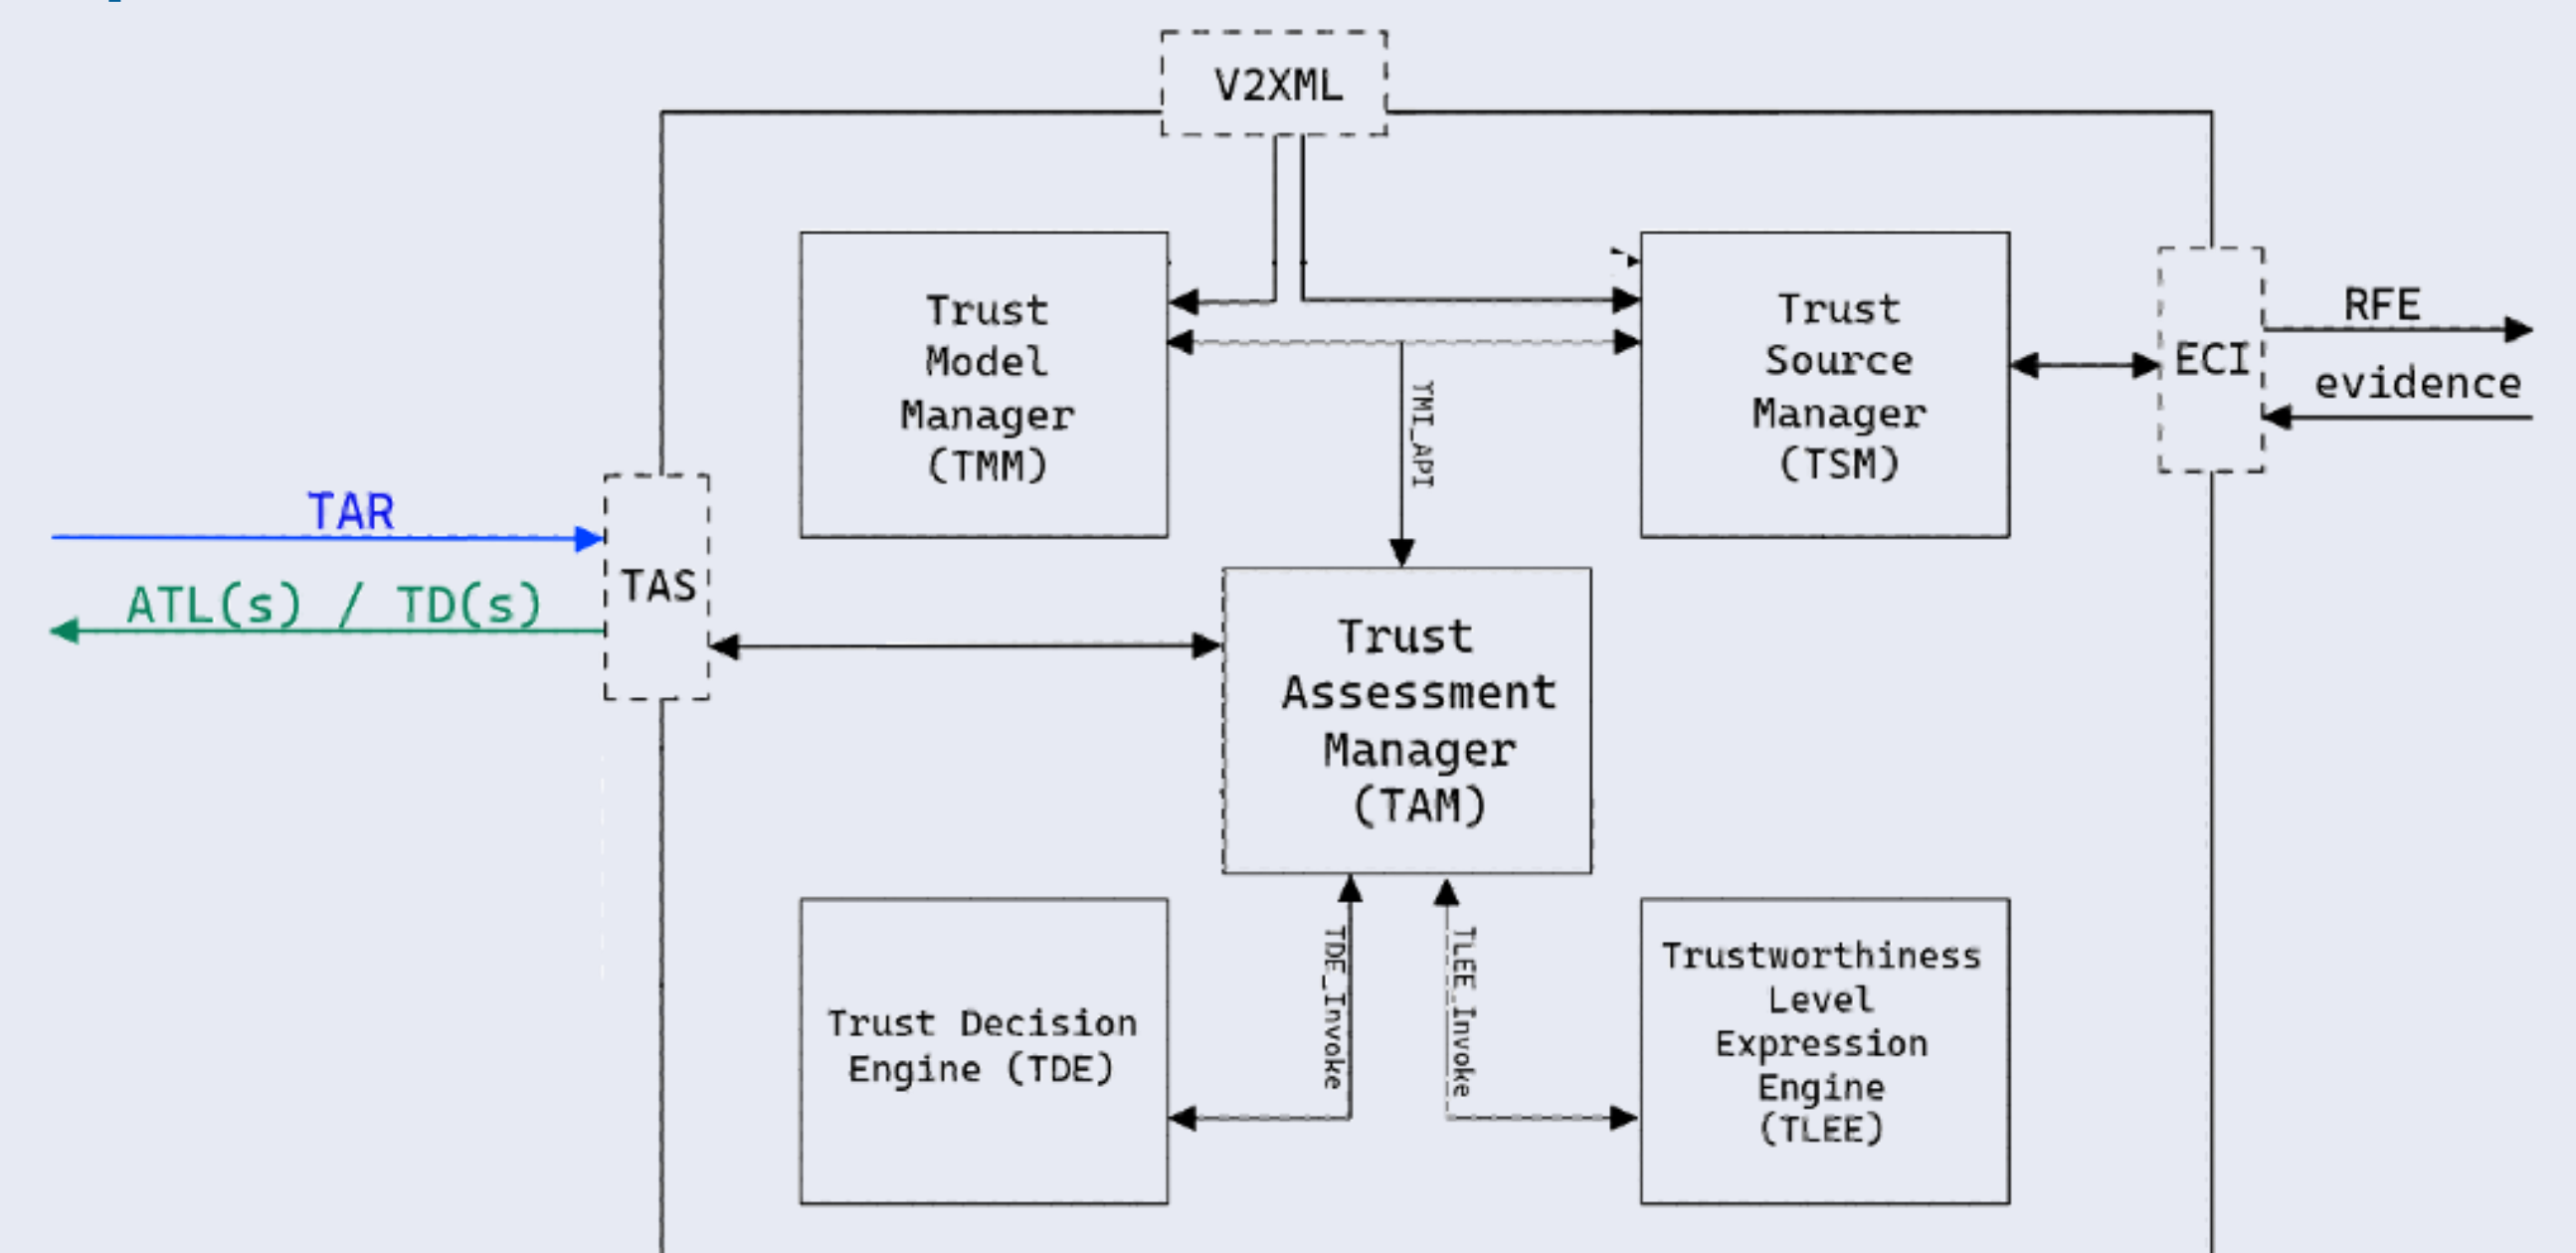 V2XML
Trust
Model
Manager
(TMM)
Trust
Source
Manager
(TSM)
ECI
RFE
evidence
TMI_API
TAR
ATL(s) / TD(s)
TAS
Trust
Assessment
Manager
(TAM)
Trust Decision
Engine (TDE)
TDE_Invoke
TLEE_Invoke
Trustworthiness
Level
Expression
Engine
(TLEE)